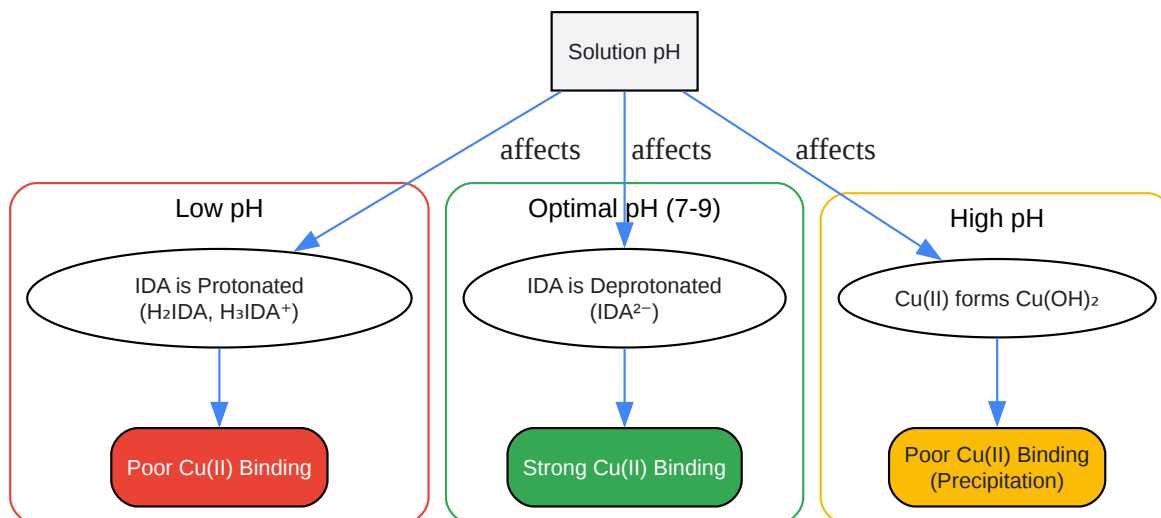 Solution pH
affects
affects
affects
Low pH
Optimal pH (7-9)
High pH
IDA is Protonated
(H₂IDA, H₃IDA⁺)
IDA is Deprotonated
(IDA²⁻)
Cu(II) forms Cu(OH)₂
Poor Cu(II) Binding
Strong Cu(II) Binding
Poor Cu(II) Binding
(Precipitation)